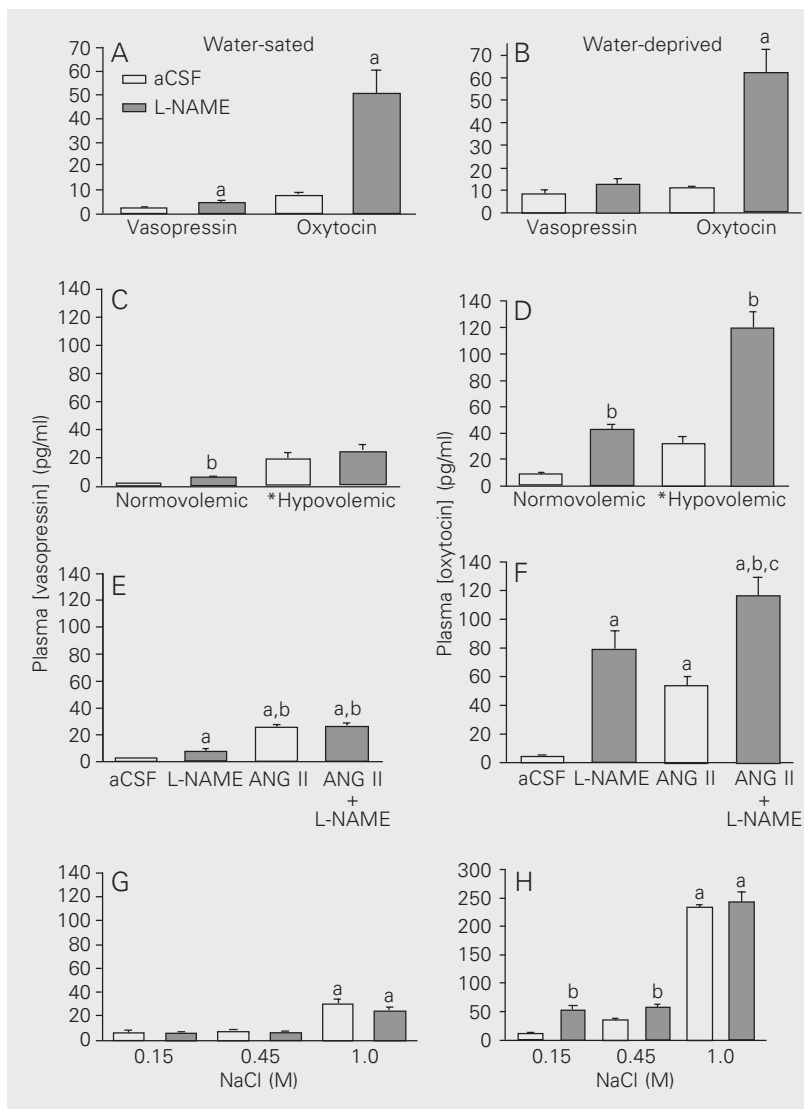 A
Water-sated
70
60
50
40
30
20
10
0
aCSF
L-NAME
a
a
Vasopressin Oxytocin
B
Water-deprived
70
60
50
40
30
20
10
0
a
Vasopressin Oxytocin
C
140
120
100
80
60
40
20
0
b
Normovolemic *Hypovolemic
D
140
120
100
80
60
40
20
0
b
b
Normovolemic *Hypovolemic
Plasma [vasopressin] (pg/ml)
Plasma [oxytocin] (pg/ml)
E
140
120
100
80
60
40
20
0
a
a,b
a,b
aCSF L-NAME ANG II ANG II
+
L-NAME
F
140
120
100
80
60
40
20
0
a
a
a,b,c
aCSF L-NAME ANG II ANG II
+
L-NAME
G
140
120
100
80
60
40
20
0
a
a
0.15 0.45 1.0
NaCl (M)
H
300
250
200
150
100
50
0
b
b
a
a
0.15 0.45 1.0
NaCl (M)